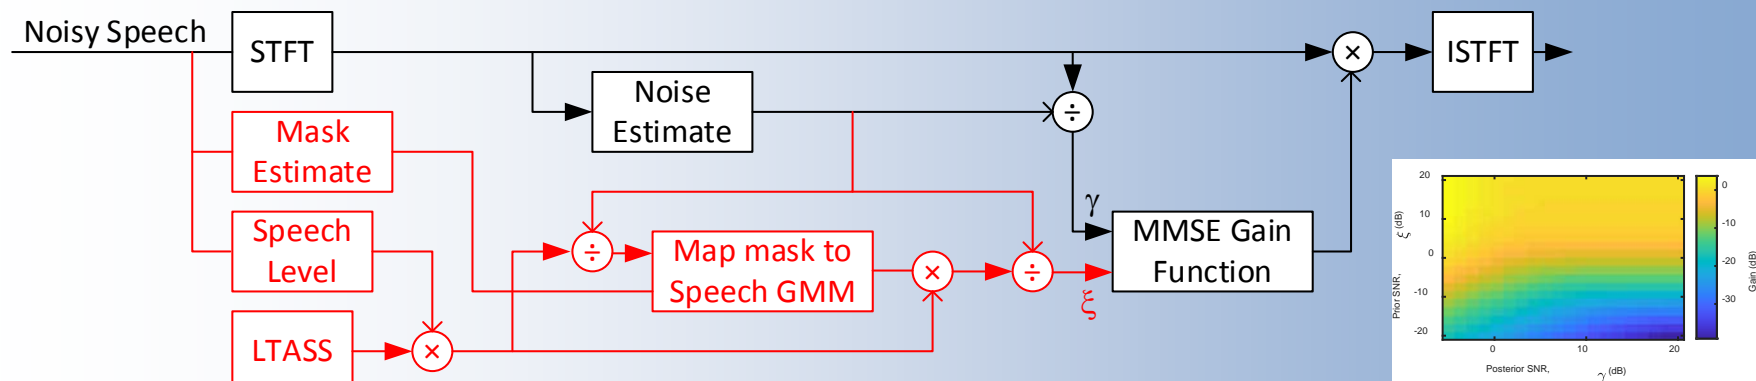 Noisy Speech
STFT
Noise
Estimate
÷
×
ISTFT
Mask
Estimate
Speech
Level
LTASS
×
÷
Map mask to
Speech GMM
×
÷
γ
ξ
MMSE Gain
Function
20
10
0
-10
-20
Prior SNR, ξ (dB)
0
10
20
Posterior SNR, γ (dB)
0
-10
-20
-30
Gain (dB)